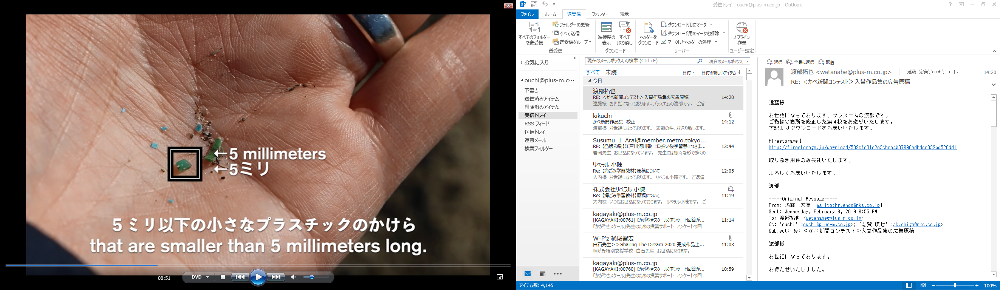 ←5 millimeters
←5ミリ
5ミリ以下の小さなプラスチックのかけら
that are smaller than 5 millimeters long.
08:51
DVD
受信トレイ - ouchi@plus-m.co.jp - Outlook
ファイル
ホーム
送受信
フォルダー
表示
すべてのフォルダーを送受信
フォルダーの更新
すべて送信
送受信グループ
送受信
進捗度の表示
すべて取り消し
ダウンロード
ヘッダーをダウンロード
ダウンロード用にマーク
ダウンロード用のマークを解除
マークしたヘッダーの処理
サーバー
オフライン作業
ユーザー設定
お気に入り
ouchi@plus-m.c…
下書き
送信済みアイテム
削除済みアイテム
受信トレイ
RSS フィード
送信トレイ
迷惑メール
検索フォルダー
現在のメールボックス の検索 (Ctrl+E)
現在のメールボックス
すべて 未読
日付 日付の新しいアイテム ↓
今日
渡部拓也
RE: <かべ新聞コンテスト>入賞作品集の広告原稿 14:20
遠藤様 お世話になっております。プラスエムの渡部です。 ご指
kikuchi
かべ新聞作品集 校正 14:12
渡部様 お世話になっております。 表題の件、お送り致します。
Susumu_1_Arai@member.metro.tokyo...
RE:【凸版印刷】江戸川河川敷 ゴミ拾い後学習等につきま... 13:44
岩岡先生 お世話になっています。 先生には様々な形で多くの
リベラル 小陳
Re:【海ごみ学習教材】原稿について 12:05
大内様 お世話になっております。 リベラル小陳です。 ご返信
株式会社リベラル 小陳
Re:【海ごみ学習教材】原稿について 11:19
大内様 いつもお世話になっております。 リベラル小陳です。 ご
kagayaki@plus-m.co.jp
[KAGAYAKI:00761]【かがやきスクール】アンケート回答が... 11:14
「かがやきスクール」先生のための授業サポート アンケートの回
W-P'z 横尾智宏
白石先生>>Sharing The Dream 2020 完成作品上... 11:03
桐が丘特別支援学校 白石先生 お世話になります。
kagayaki@plus-m.co.jp
[KAGAYAKI:00760]【かがやきスクール】アンケート回答が... 10:59
「かがやきスクール」先生のための授業サポート アンケートの回
返信 全員に返信 転送
渡部拓也 <watanabe@plus-m.co.jp> '遠藤 宏美'; 'ouchi'; + 1 14:20
RE: <かべ新聞コンテスト>入賞作品集の広告原稿
遠藤様
お世話になっております。プラスエムの渡部です。
ご指摘の箇所を修正した第4校をお送りいたします。
下記よりダウンロードをお願いいたします。
Firestorage↓
http://firestorage.jp/download/582cfe31e2e3cbca4b07990edbdcc032bd528dd1
取り急ぎ用件のみ失礼いたします。
よろしくお願いいたします。
渡部
-----Original Message-----
From: 遠藤 宏美 [mailto:hr.endo@nks.co.jp]
Sent: Wednesday, February 6, 2019 6:55 PM
To: 渡部拓也 <watanabe@plus-m.co.jp>
Cc: 'ouchi' <ouchi@plus-m.co.jp>; '志賀 瑛七' <ak.shiga@nks.co.jp>
Subject: Re: <かべ新聞コンテスト>入賞作品集の広告原稿
渡部様
お世話になっております。
お待たせいたしました。
アイテム数: 4,145
100%